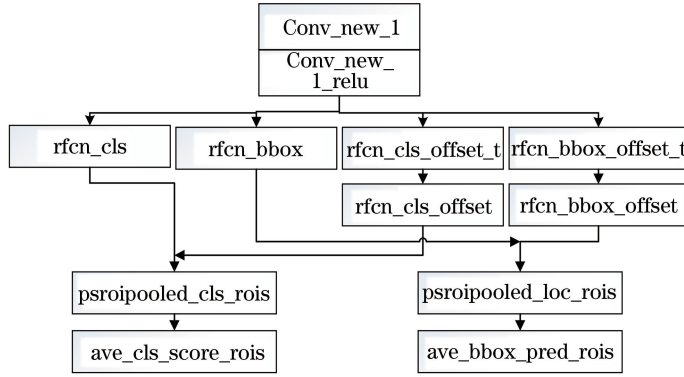 Conv_new_1
Conv_new_
1_relu
rfcn_cls
rfcn_bbox
rfcn_cls_offset_t
rfcn_bbox_offset_t
rfcn_cls_offset
rfcn_bbox_offset
psroipooled_cls_rois
psroipooled_loc_rois
ave_cls_score_rois
ave_bbox_pred_rois